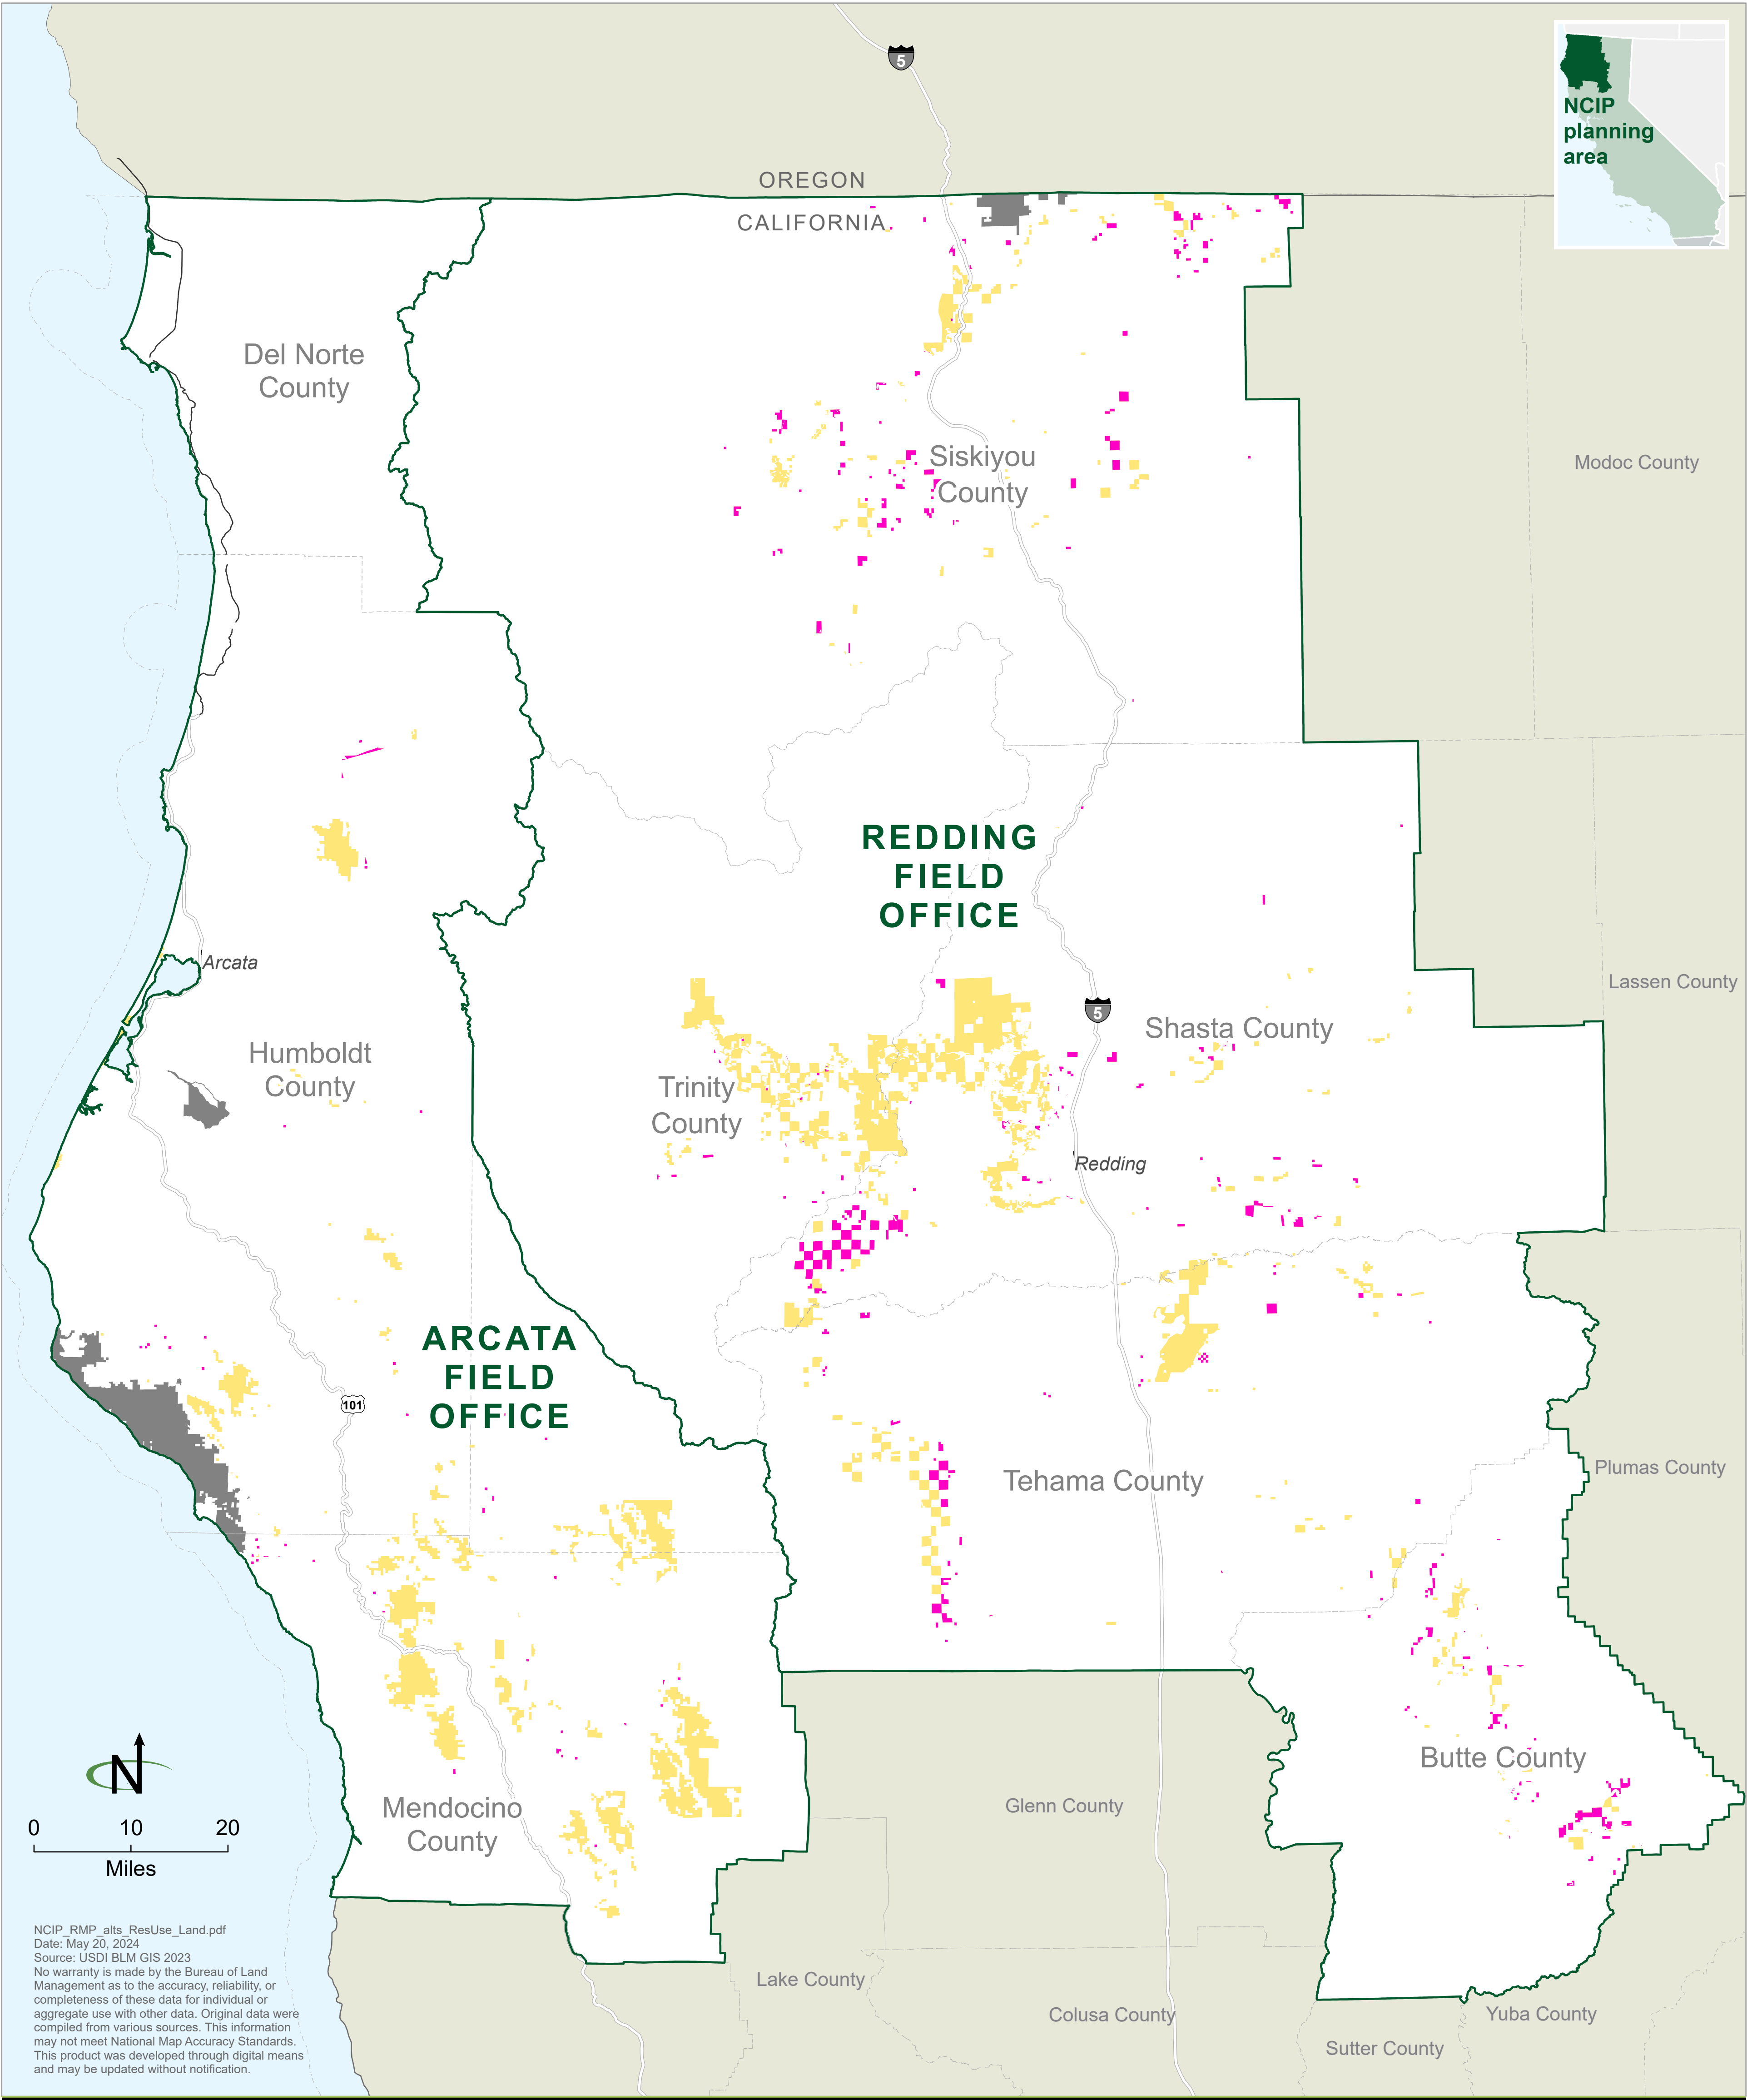 5
NCIP
planning
area
OREGON
CALIFORNIA
Del Norte
County
Siskiyou
County
Modoc County
REDDING
FIELD
OFFICE
Arcata
Lassen County
5
Shasta County
Humboldt
County
Trinity
County
Redding
ARCATA
FIELD
OFFICE
101
Tehama County
Plumas County
Butte County
N
Mendocino
County
Glenn County
0 10 20
Miles
NCIP_RMP_alts_ResUse_Land.pdf
Date: May 20, 2024
Source: USDI BLM GIS 2023
No warranty is made by the Bureau of Land
Management as to the accuracy, reliability, or
completeness of these data for individual or
aggregate use with other data. Original data were
compiled from various sources. This information
may not meet National Map Accuracy Standards.
This product was developed through digital means
and may be updated without notification.
Lake County
Colusa County
Yuba County
Sutter County